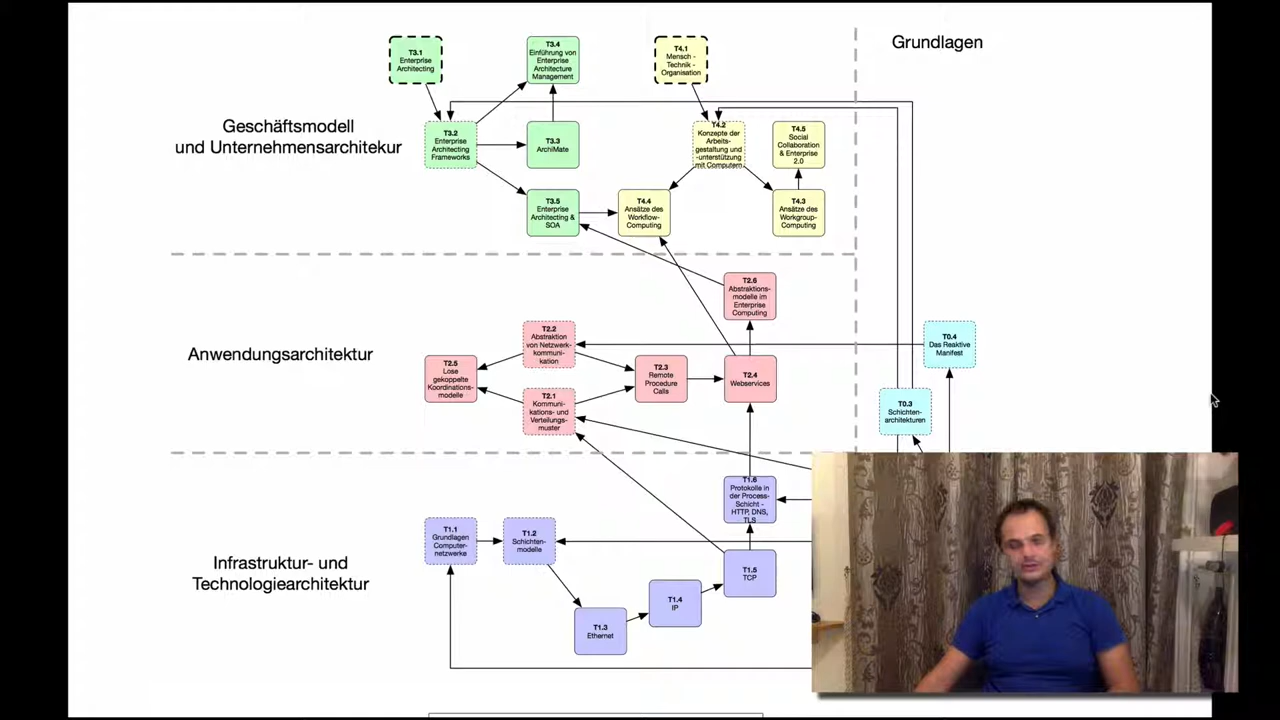 Grundlagen
T3.1
Enterprise
Architecting
T3.4
Einführung von
Enterprise
Architecture
Management
T4.1
Mensch -
Technik -
Organisation
Geschäftsmodell
und Unternehmensarchitekur
T3.2
Enterprise
Architecting
Frameworks
T3.3
ArchiMate
T4.2
Konzepte der
Arbeits-
gestaltung und
-unterstützung
mit Computern
T4.5
Social
Collaboration
& Enterprise
2.0
T3.5
Enterprise
Architecting &
SOA
T4.4
Ansätze des
Workflow-
Computing
T4.3
Ansätze des
Workgroup-
Computing
T2.6
Abstraktions-
modelle im
Enterprise
Computing
Anwendungsarchitektur
T2.2
Abstraktion
von Netzwerk-
kommuni-
kation
T0.4
Das Reaktive
Manifest
T2.5
Lose
gekoppelte
Koordinations-
modelle
T2.3
Remote
Procedure
Calls
T2.4
Webservices
T2.1
Kommuni-
kations- und
Verteilungs-
muster
T0.3
Schichten-
architekturen
T1.6
Protokolle in
der Process-
Schicht -
HTTP, DNS,
TLS
Infrastruktur- und
Technologiearchitektur
T1.1
Grundlagen
Computer-
netzwerke
T1.2
Schichten-
modelle
T1.5
TCP
T1.4
IP
T1.3
Ethernet